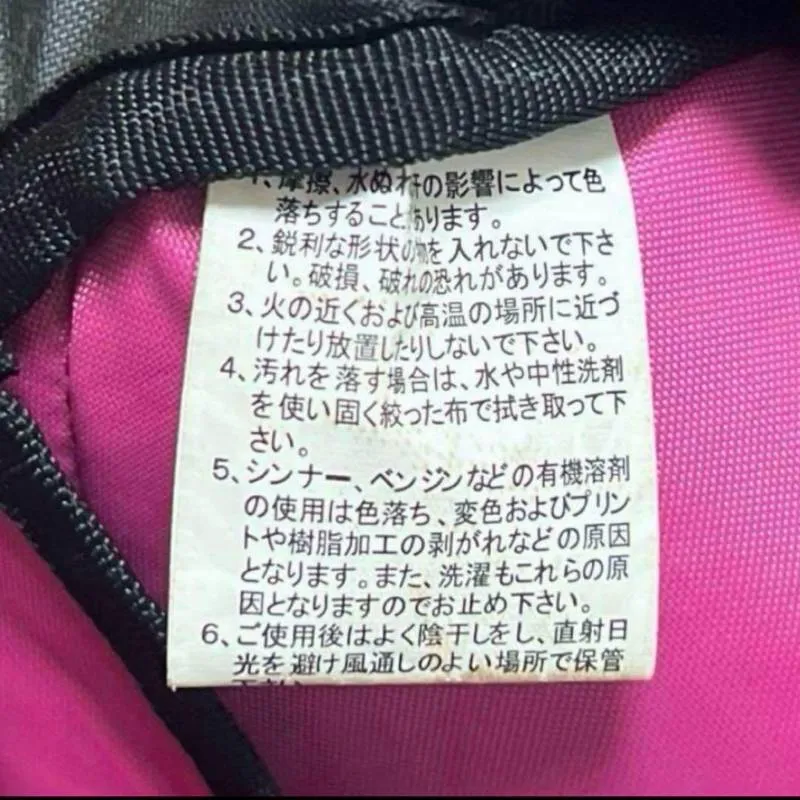 1、摩擦、水ぬれ等の影響によって色
落ちすることがあります。
2、鋭利な形状の物を入れないで下さ
い。破損、破れの恐れがあります。
3、火の近くおよび高温の場所に近づ
けたり放置したりしないで下さい。
4、汚れを落す場合は、水や中性洗剤
を使い固く絞った布で拭き取って下
さい。
5、シンナー、ベンジンなどの有機溶剤
の使用は色落ち、変色およびプリン
トや樹脂加工の剥がれなどの原因
となります。また、洗濯もこれらの原
因となりますのでお止め下さい。
6、ご使用後はよく陰干しをし、直射日
光を避け風通しのよい場所で保管
下さい。